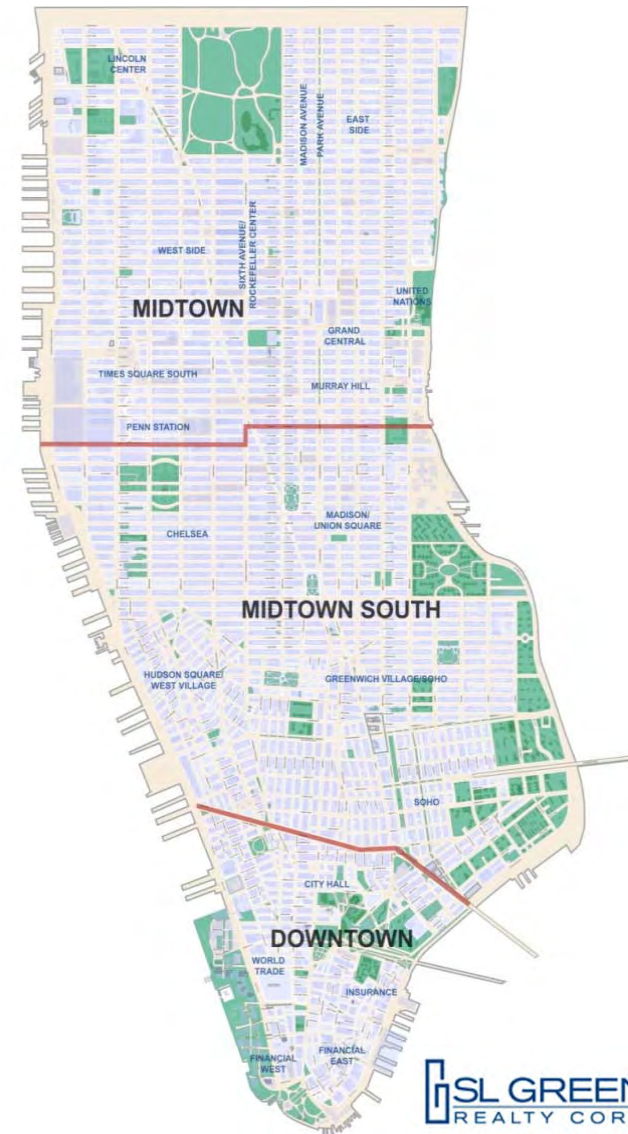 LINCOLN
CENTER
MADISON AVENUE
PARK AVENUE
EAST
SIDE
WEST SIDE
SIXTH AVENUE/
ROCKEFELLER CENTER
UNITED
NATIONS
MIDTOWN
GRAND
CENTRAL
TIMES SQUARE SOUTH
MURRAY HILL
PENN STATION
CHELSEA
MADISON/
UNION SQUARE
MIDTOWN SOUTH
HUDSON SQUARE/
WEST VILLAGE
GREENWICH VILLAGE/SOHO
SOHO
CITY HALL
DOWNTOWN
WORLD
TRADE
INSURANCE
FINANCIAL
WEST
FINANCIAL
EAST
SL GREEN
REALTY COR